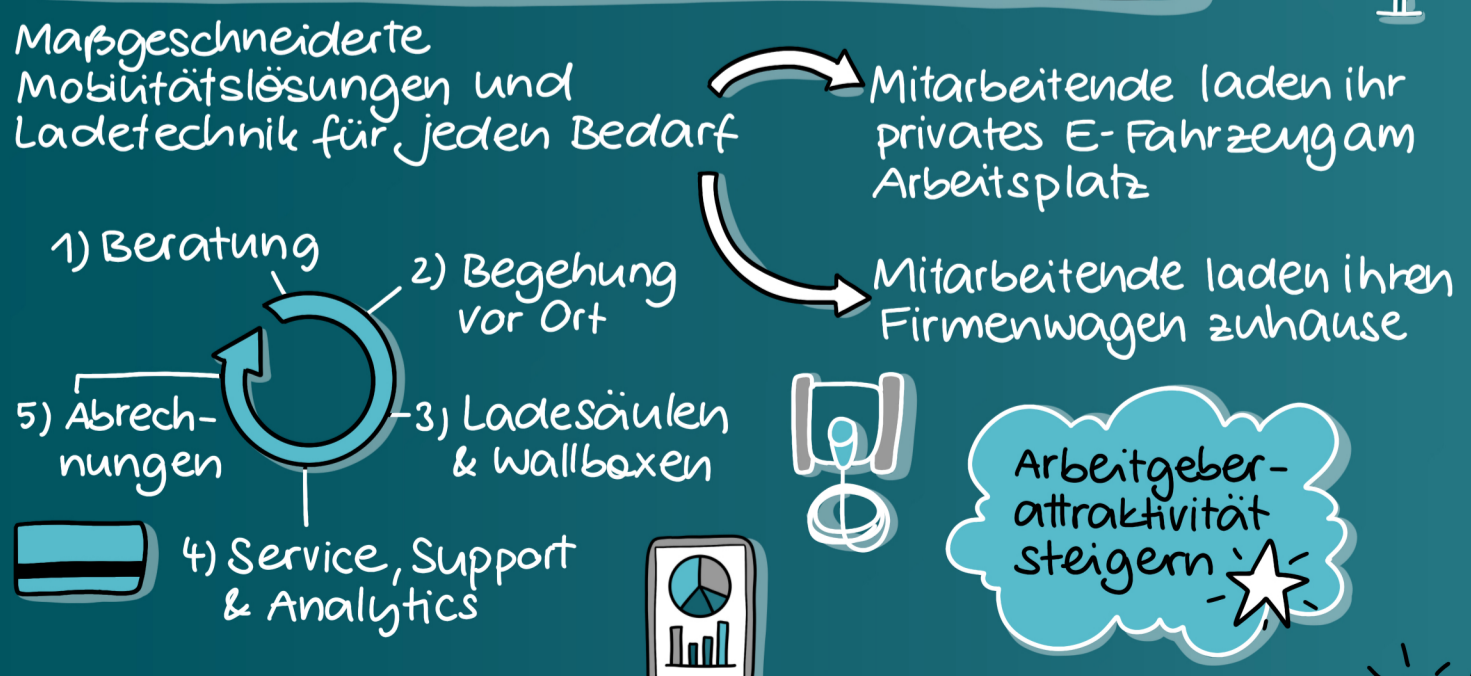 Maßgeschneiderte
Mobilitätslösungen und
Ladetechnik für jeden Bedarf
Mitarbeitende laden ihr
privates E-Fahrzeug am
Arbeitsplatz
Mitarbeitende laden ihren
Firmenwagen zuhause
1) Beratung
2) Begehung
vor Ort
3) Ladesäulen
& Wallboxen
4) Service, Support
& Analytics
5) Abrech-
nungen
Arbeitgeber-
attraktivität
steigern